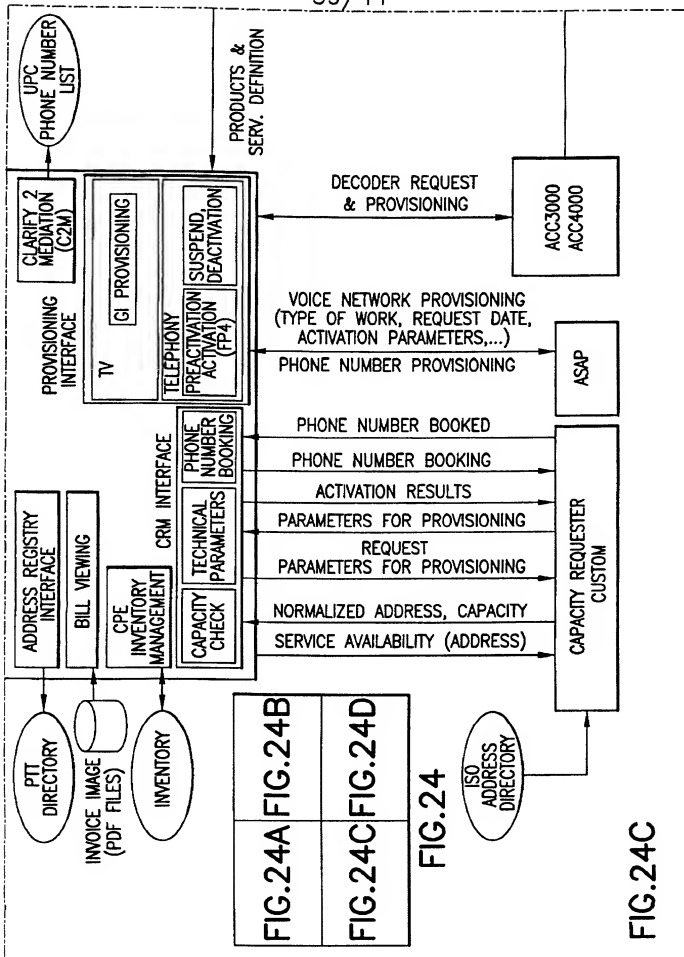 UPC
PHONE NUMBER
LIST
PRODUCTS &
SERV. DEFINITION
CLARIFY 2
MEDIATION
(C2M)
PROVISIONING
INTERFACE
TV
GI PROVISIONING
TELEPHONY
PREACTIVATION
ACTIVATION
(FP4)
SUSPEND,
DEACTIVATION
DECODER REQUEST
& PROVISIONING
ACC3000
ACC4000
VOICE NETWORK PROVISIONING
(TYPE OF WORK, REQUEST DATE,
ACTIVATION PARAMETERS,...)
PHONE NUMBER PROVISIONING
ASAP
ADDRESS REGISTRY
INTERFACE
BILL VIEWING
CPE
INVENTORY
MANAGEMENT
CRM INTERFACE
CAPACITY
CHECK
TECHNICAL
PARAMETERS
PHONE
NUMBER
BOOKING
PHONE NUMBER BOOKED
PHONE NUMBER BOOKING
ACTIVATION RESULTS
PARAMETERS FOR PROVISIONING
REQUEST
PARAMETERS FOR PROVISIONING
NORMALIZED ADDRESS, CAPACITY
SERVICE AVAILABILITY (ADDRESS)
CAPACITY REQUESTER
CUSTOM
PTT
DIRECTORY
INVOICE IMAGE
(PDF FILES)
INVENTORY
ISO
ADDRESS
DIRECTORY
FIG.24A
FIG.24B
FIG.24C
FIG.24D
FIG.24
FIG.24C